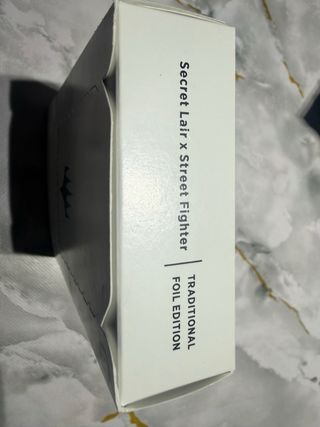 Secret Lair x Street Fighter
TRADITIONAL
FOIL EDITION